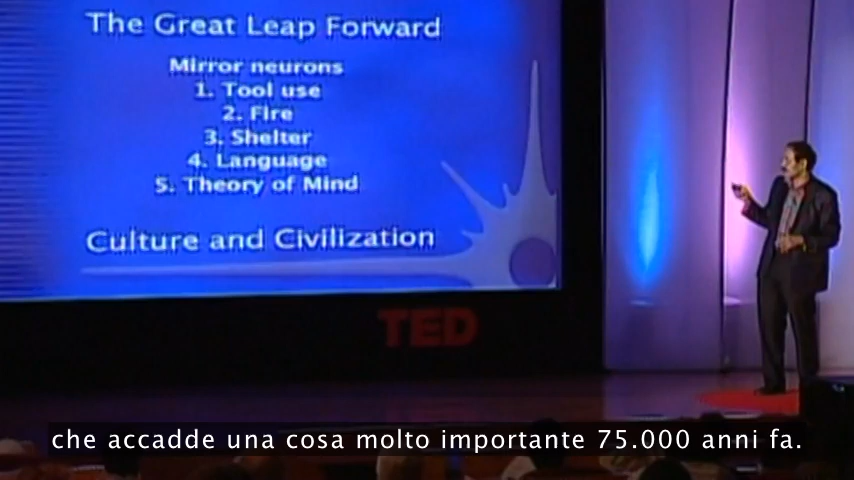 The Great Leap Forward
Mirror neurons
1. Tool use
2. Fire
3. Shelter
4. Language
5. Theory of Mind
Culture and Civilization
TED
che accadde una cosa molto importante 75.000 anni fa.